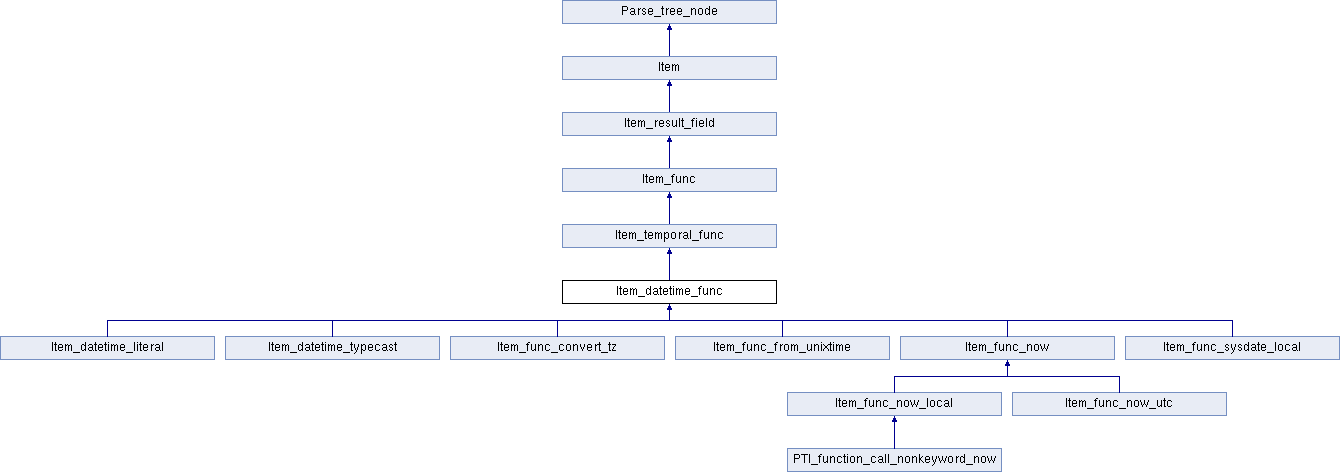 Parse_tree_node
Item
Item_result_field
Item_func
Item_temporal_func
Item_datetime_func
Item_datetime_literal
Item_datetime_typecast
Item_func_convert_tz
Item_func_from_unixtime
Item_func_now
Item_func_sysdate_local
Item_func_now_local
Item_func_now_utc
PTI_function_call_nonkeyword_now